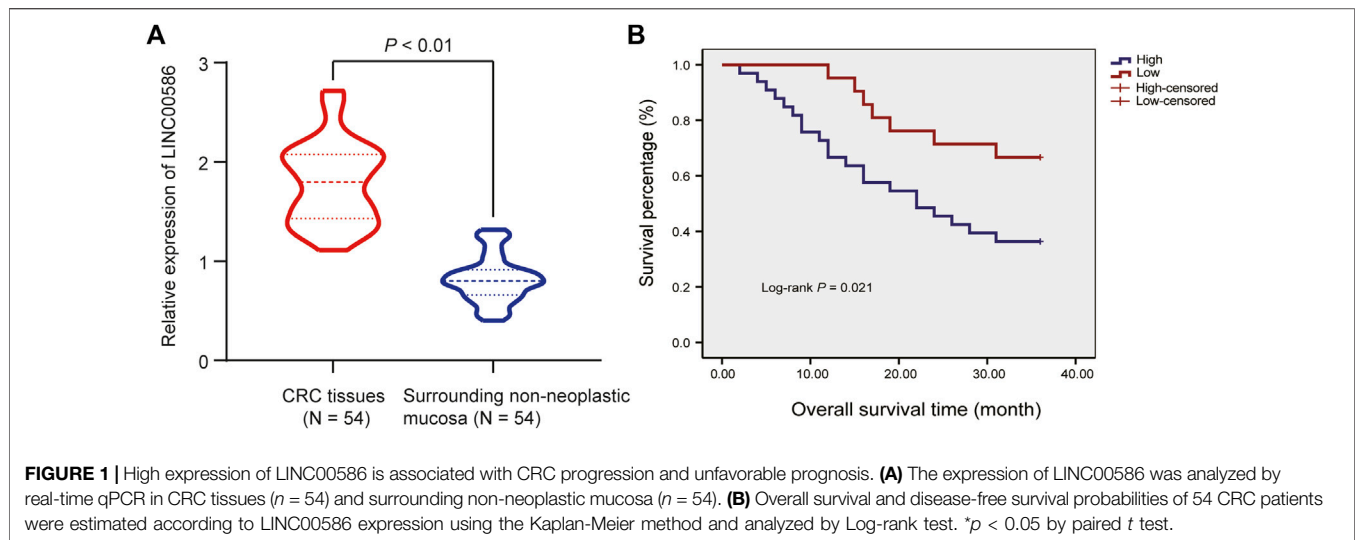 A
P < 0.01
3
2
1
0
Relative expression of LINC00586
CRC tissues
(N = 54)
Surrounding non-neoplastic
mucosa (N = 54)
B
1.0
0.8
0.6
0.4
0.2
0.0
Survival percentage (%)
Log-rank P = 0.021
0.00 10.00 20.00 30.00 40.00
Overall survival time (month)
High
Low
High-censored
Low-censored
FIGURE 1 | High expression of LINC00586 is associated with CRC progression and unfavorable prognosis. (A) The expression of LINC00586 was analyzed by
real-time qPCR in CRC tissues (n = 54) and surrounding non-neoplastic mucosa (n = 54). (B) Overall survival and disease-free survival probabilities of 54 CRC patients
were estimated according to LINC00586 expression using the Kaplan-Meier method and analyzed by Log-rank test. *p < 0.05 by paired t test.